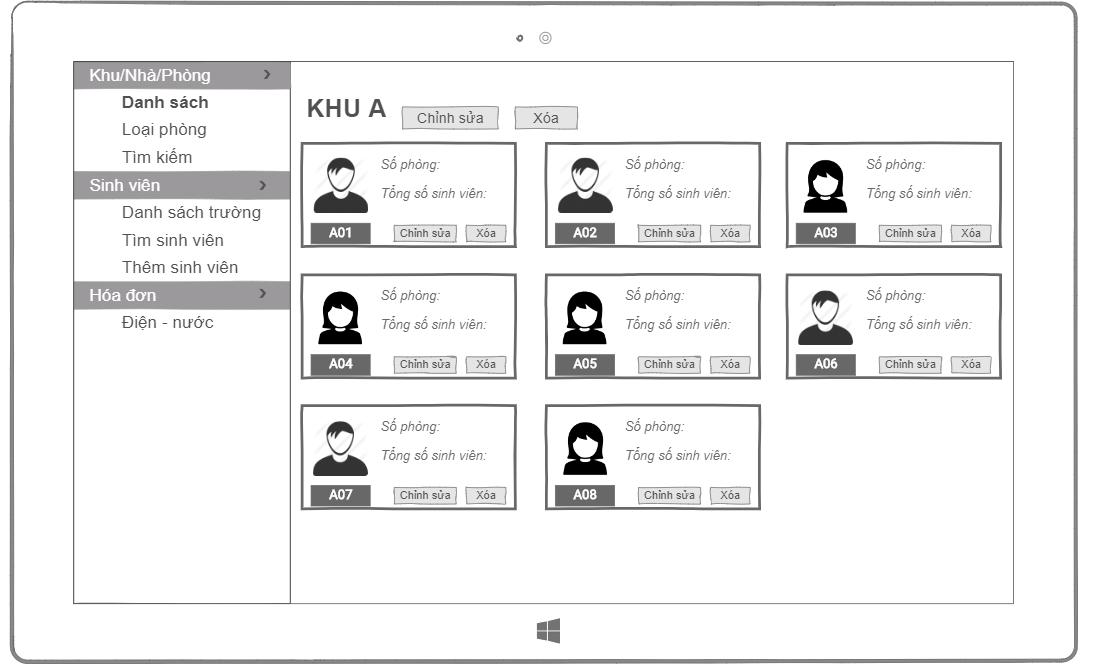 Khu/Nhà/Phòng
Danh sách
Loại phòng
Tìm kiếm
Sinh viên
Danh sách trường
Tìm sinh viên
Thêm sinh viên
Hóa đơn
Điện - nước
KHU A
Chỉnh sửa
Xóa
Số phòng:
Tổng số sinh viên:
A01
Chỉnh sửa
Xóa
Số phòng:
Tổng số sinh viên:
A02
Chỉnh sửa
Xóa
Số phòng:
Tổng số sinh viên:
A03
Chỉnh sửa
Xóa
Số phòng:
Tổng số sinh viên:
A04
Chỉnh sửa
Xóa
Số phòng:
Tổng số sinh viên:
A05
Chỉnh sửa
Xóa
Số phòng:
Tổng số sinh viên:
A06
Chỉnh sửa
Xóa
Số phòng:
Tổng số sinh viên:
A07
Chỉnh sửa
Xóa
Số phòng:
Tổng số sinh viên:
A08
Chỉnh sửa
Xóa